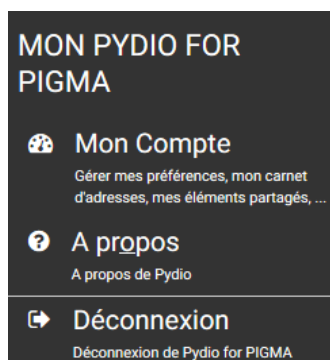 MON PYDIO FOR
PIGMA
Mon Compte
Gérer mes préférences, mon carnet
d'adresses, mes éléments partagés, ...
A propos
A propos de Pydio
Déconnexion
Déconnexion de Pydio for PIGMA